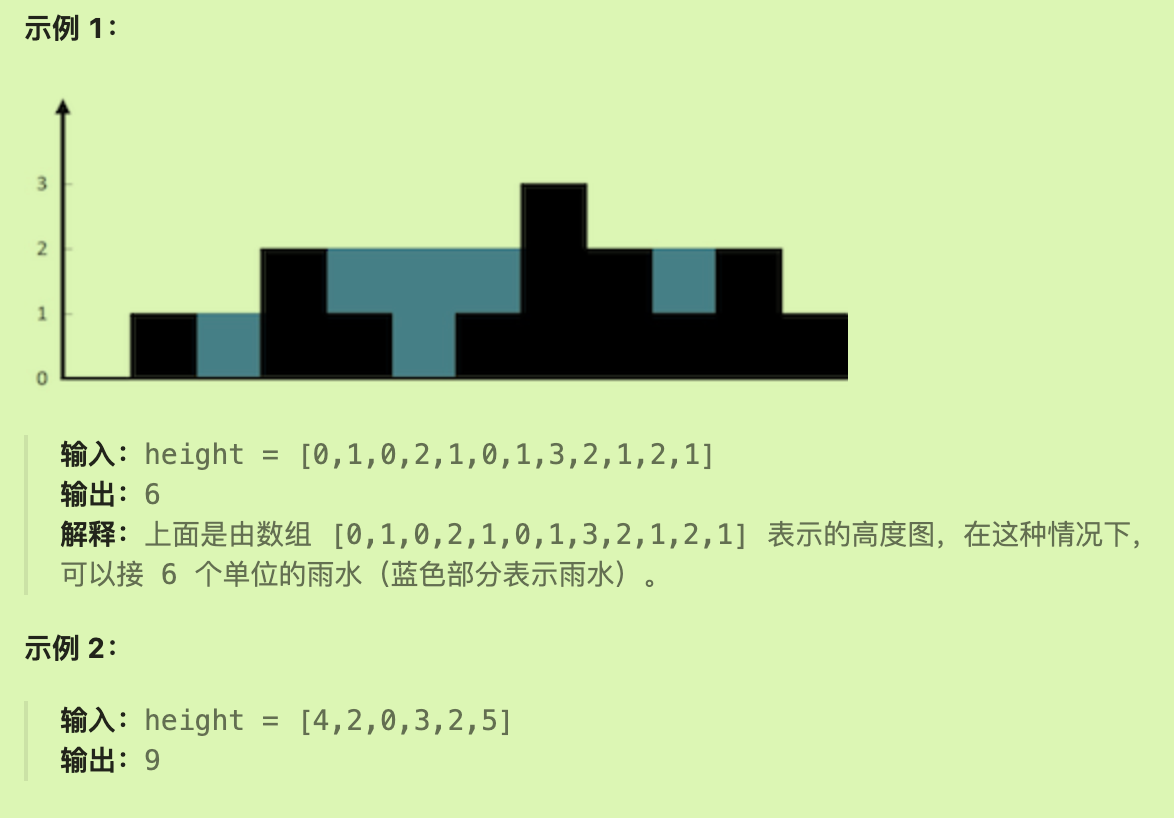 示例 1：
3
2
1
0
输入：height = [0,1,0,2,1,0,1,3,2,1,2,1]
输出：6
解释：上面是由数组 [0,1,0,2,1,0,1,3,2,1,2,1] 表示的高度图，在这种情况下，
可以接 6 个单位的雨水（蓝色部分表示雨水）。
示例 2：
输入：height = [4,2,0,3,2,5]
输出：9